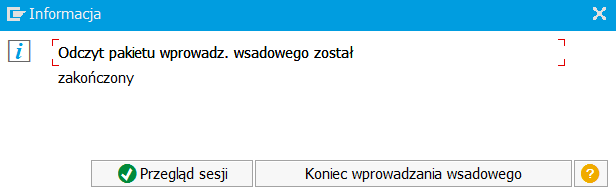 Informacja
Odczyt pakietu wprowadz. wsadowego został
zakończony
Przegląd sesji
Koniec wprowadzania wsadowego